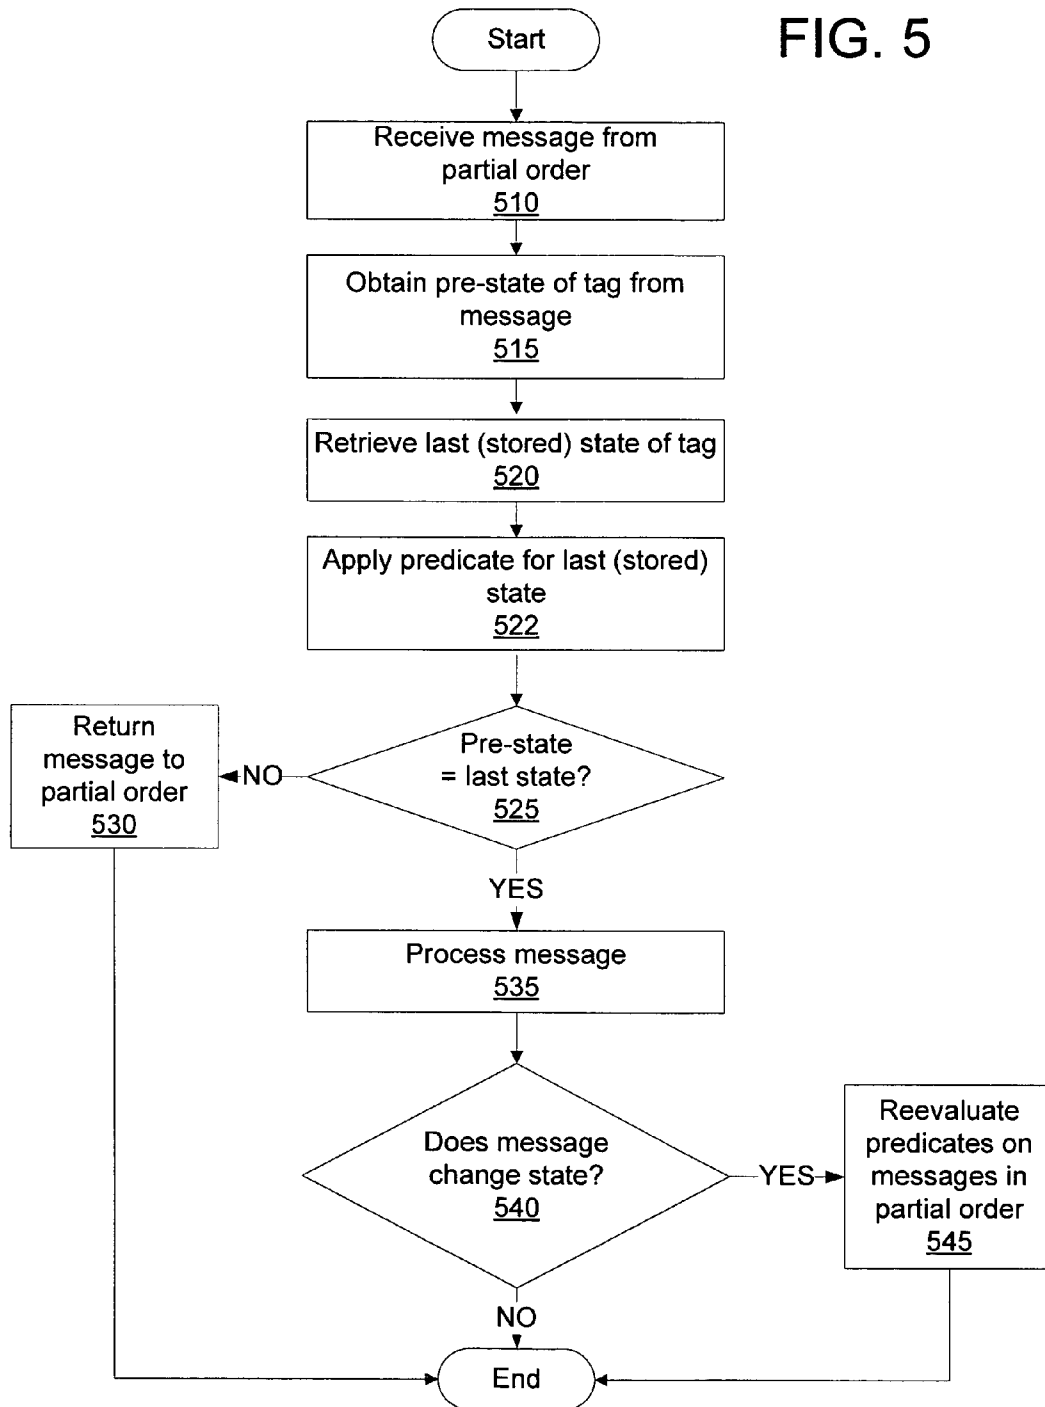 Start
FIG. 5
Receive message from
partial order
510
Obtain pre-state of tag from
message
515
Retrieve last (stored) state of tag
520
Apply predicate for last (stored)
state
522
Return
message to
partial order
530
NO
Pre-state
= last state?
525
YES
Process message
535
Does message
change state?
540
YES
Reevaluate
predicates on
messages in
partial order
545
NO
End